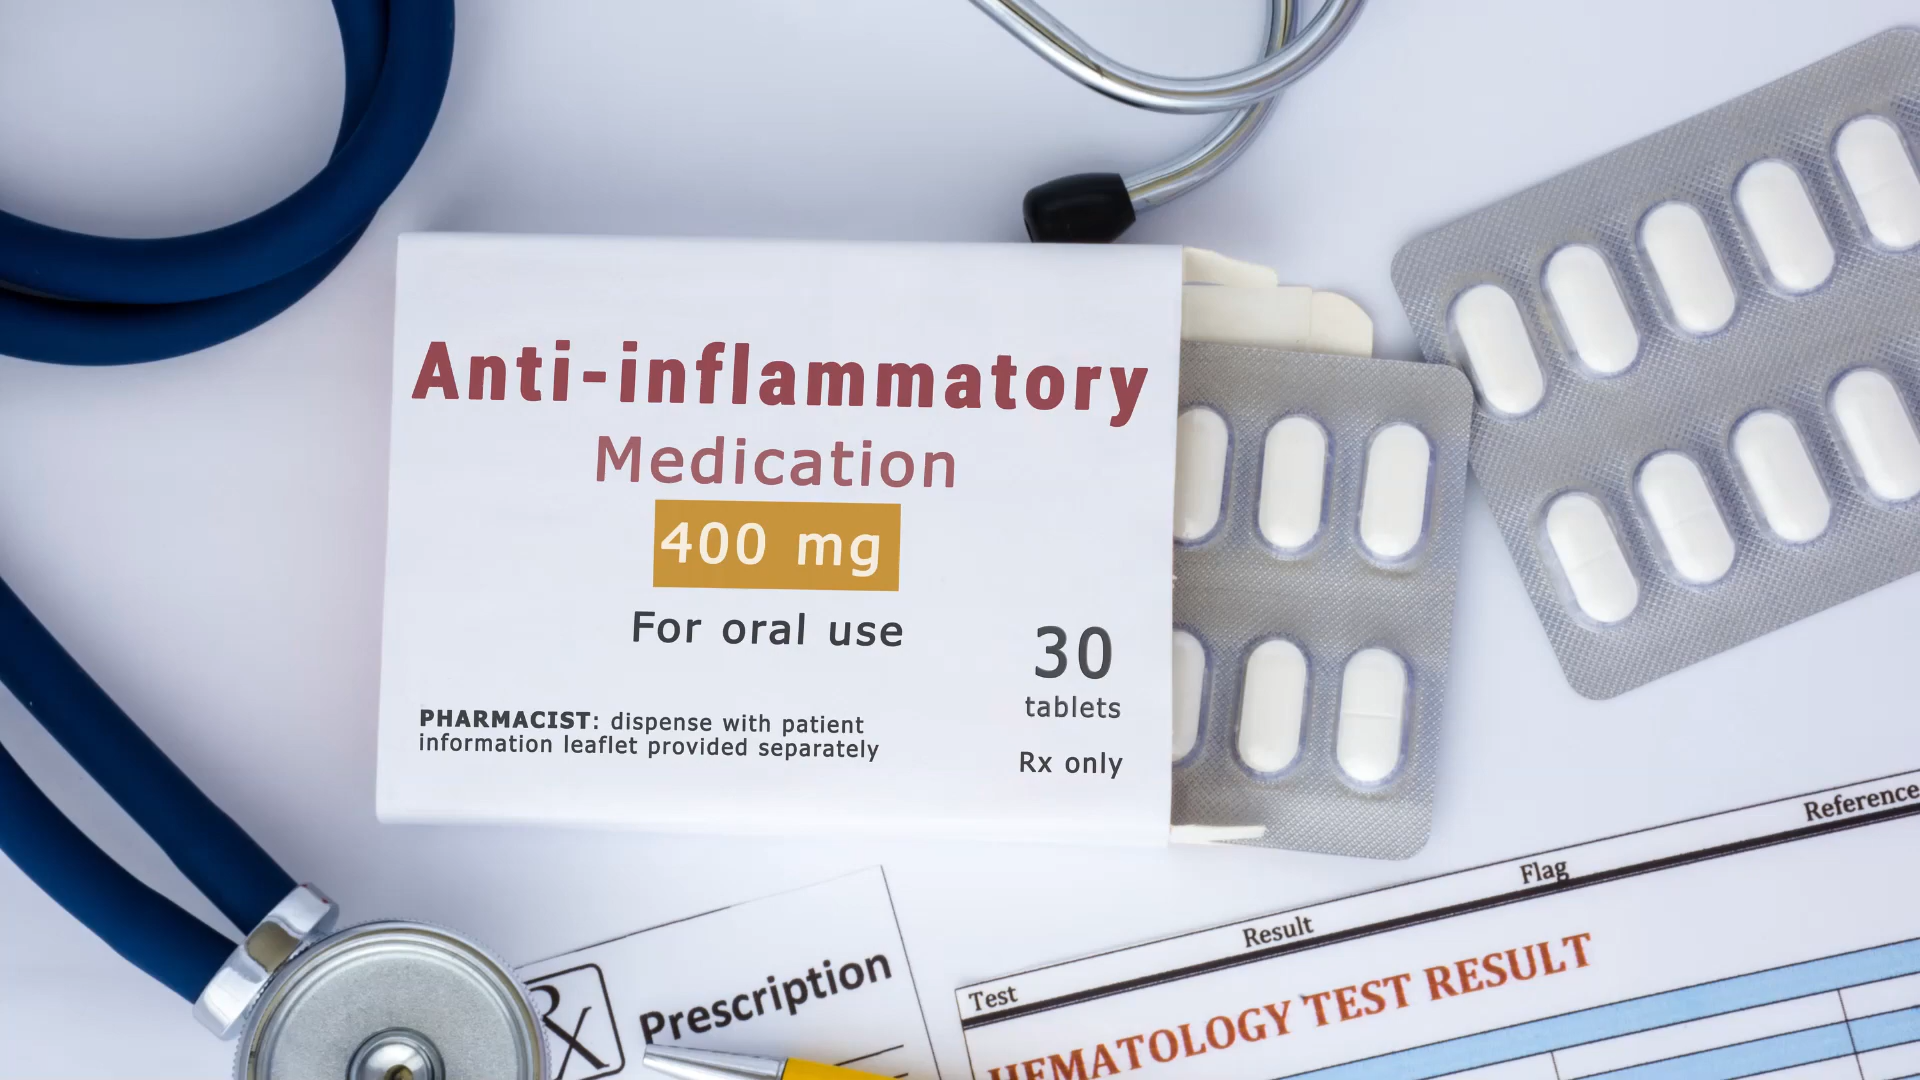 Anti-inflammatory
Medication
400 mg
For oral use
30
tablets
Rx only
PHARMACIST: dispense with patient
information leaflet provided separately
Rx Prescription
Test Result Flag Reference
HEMATOLOGY TEST RESULT